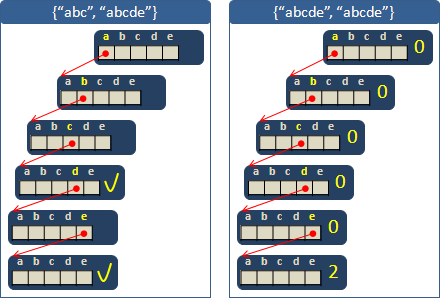 {“abc”, “abcde”}
a b c d e
a b c d e
a b c d e
a b c d e ✓
a b c d e
a b c d e ✓
{“abcde”, “abcde”}
a b c d e 0
a b c d e 0
a b c d e 0
a b c d e 0
a b c d e 0
a b c d e 2